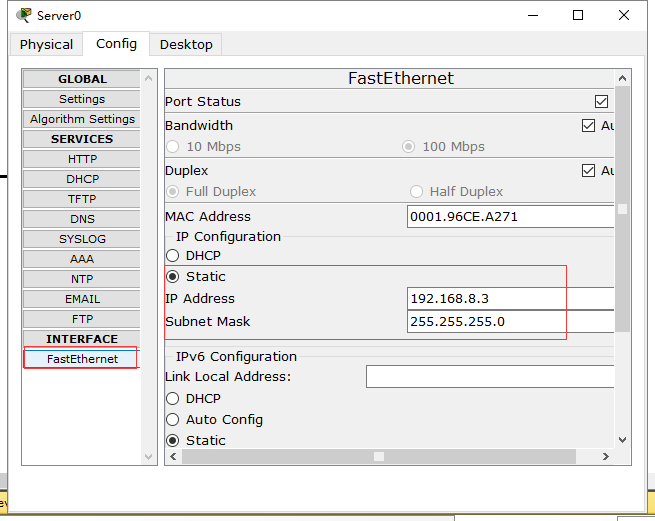 Server0
Physical Config Desktop
GLOBAL
Settings
Algorithm Settings
SERVICES
HTTP
DHCP
TFTP
DNS
SYSLOG
AAA
NTP
EMAIL
FTP
INTERFACE
FastEthernet
FastEthernet
Port Status
Bandwidth Au
10 Mbps 100 Mbps
Duplex Au
Full Duplex Half Duplex
MAC Address 0001.96CE.A271
IP Configuration
DHCP
Static
IP Address 192.168.8.3
Subnet Mask 255.255.255.0
IPv6 Configuration
Link Local Address:
DHCP
Auto Config
Static